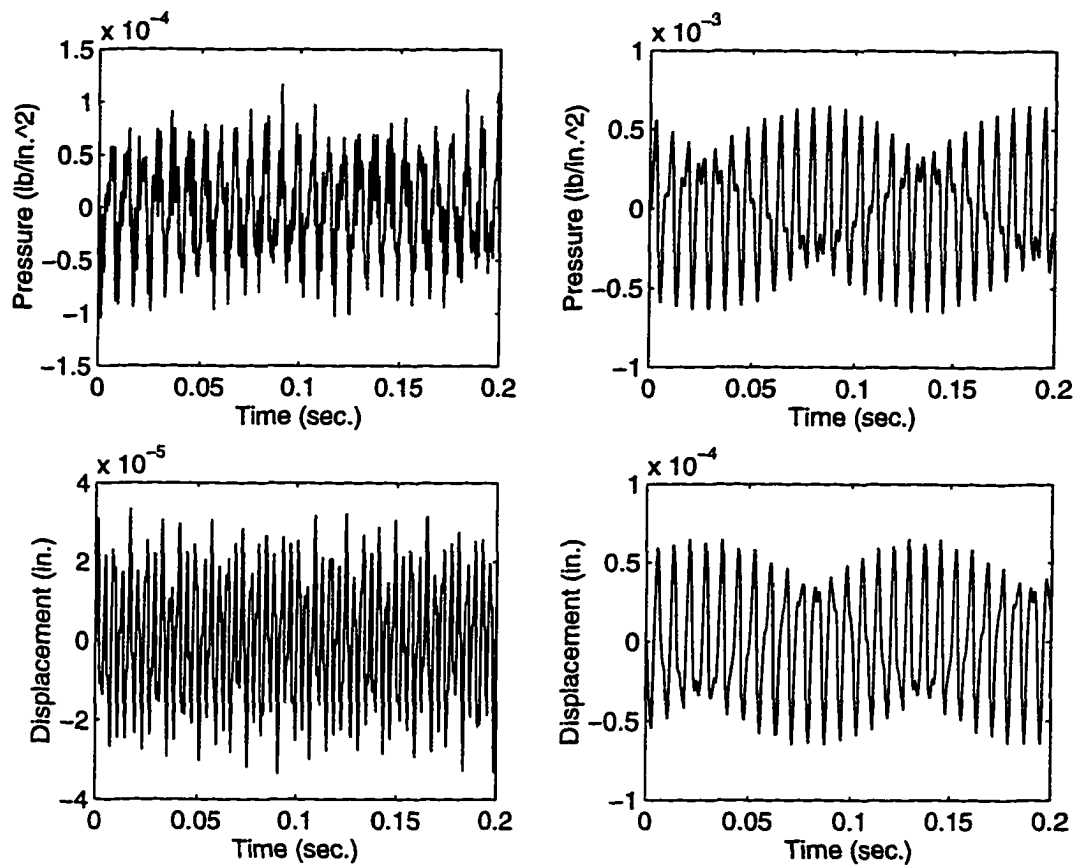 x 10^-4
1.5
1
0.5
0
-0.5
-1
-1.5
Pressure (lb/in.^2)
0 0.05 0.1 0.15 0.2
Time (sec.)
x 10^-3
1
0.5
0
-0.5
-1
Pressure (lb/in.^2)
0 0.05 0.1 0.15 0.2
Time (sec.)
x 10^-5
4
2
0
-2
-4
Displacement (in.)
0 0.05 0.1 0.15 0.2
Time (sec.)
x 10^-4
1
0.5
0
-0.5
-1
Displacement (in.)
0 0.05 0.1 0.15 0.2
Time (sec.)